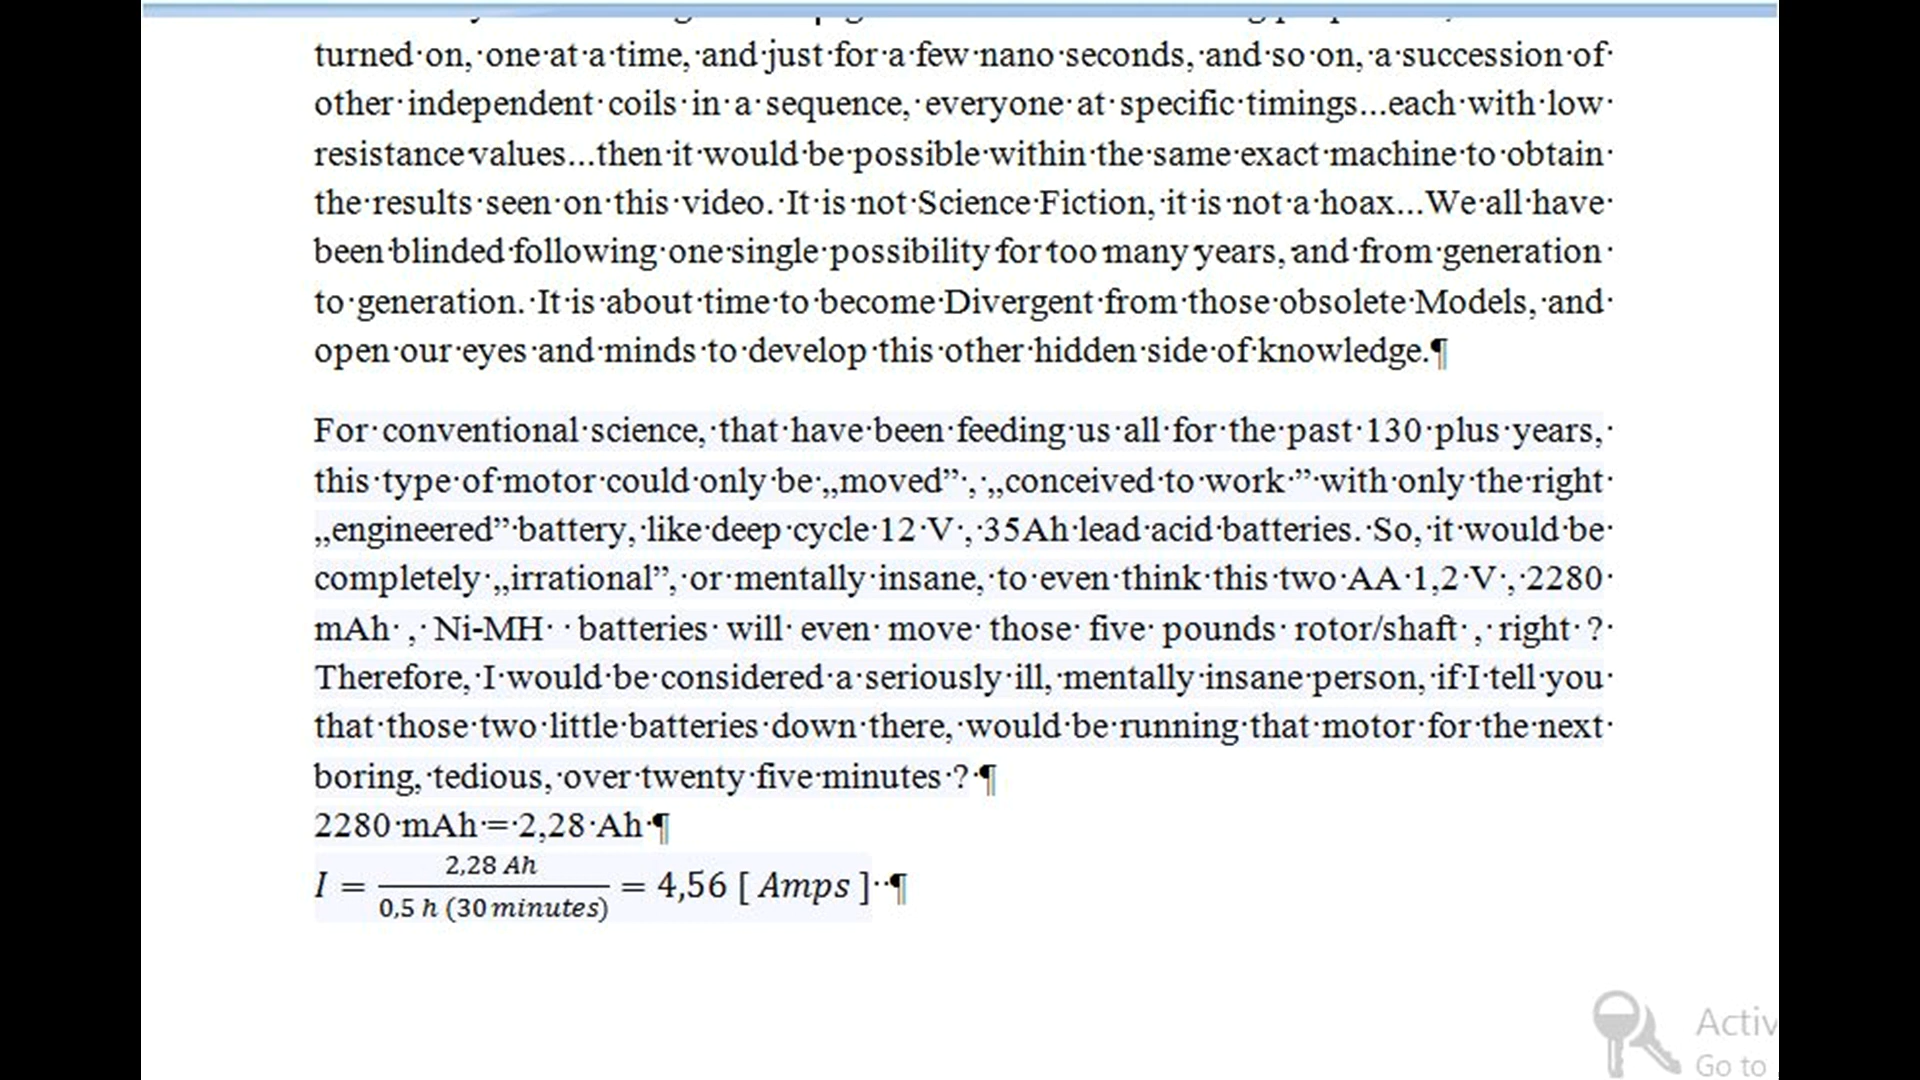 turned on, one at a time, and just for a few nano seconds, and so on, a succession of
other independent coils in a sequence, everyone at specific timings...each with low
resistance values...then it would be possible within the same exact machine to obtain
the results seen on this video. It is not Science Fiction, it is not a hoax...We all have
been blinded following one single possibility for too many years, and from generation
to generation. It is about time to become Divergent from those obsolete Models, and
open our eyes and minds to develop this other hidden side of knowledge.¶
For conventional science, that have been feeding us all for the past 130 plus years,
this type of motor could only be „moved” , „conceived to work ” with only the right
„engineered” battery, like deep cycle 12 V , 35Ah lead acid batteries. So, it would be
completely „irrational”, or mentally insane, to even think this two AA 1,2 V , 2280
mAh , Ni-MH batteries will even move those five pounds rotor/shaft , right ?
Therefore, I would be considered a seriously ill, mentally insane person, if I tell you
that those two little batteries down there, would be running that motor for the next
boring, tedious, over twenty five minutes ? ¶
2280 mAh = 2,28 Ah ¶
I = 2,28 Ah / 0,5 h (30 minutes) = 4,56 [ Amps ] ¶
Activ
Go to